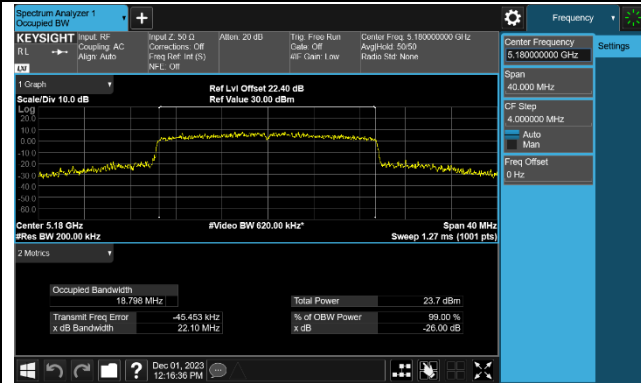 Spectrum Analyzer 1
Occupied BW
Frequency
KEYSIGHT
RL
LXI
Input: RF
Coupling: AC
Align: Auto
Input Z: 50 Ω
Corrections: Off
Freq Ref: Int (S)
NFE: Off
Atten: 20 dB
Trig: Free Run
Gate: Off
#IF Gain: Low
Center Freq: 5.180000000 GHz
Avg|Hold: 50/50
Radio Std: None
Center Frequency
5.180000000 GHz
Settings
Span
40.000 MHz
CF Step
4.000000 MHz
Auto
Man
Freq Offset
0 Hz
1 Graph
Scale/Div 10.0 dB
Ref Lvl Offset 22.40 dB
Ref Value 30.00 dBm
Log
20.0
10.0
0.00
-10.0
-20.0
-30.0
-40.0
-50.0
-60.0
Center 5.18 GHz
#Video BW 620.00 kHz*
Span 40 MHz
#Res BW 200.00 kHz
Sweep 1.27 ms (1001 pts)
2 Metrics
Occupied Bandwidth
18.798 MHz
Total Power
23.7 dBm
Transmit Freq Error
-45.453 kHz
% of OBW Power
99.00 %
x dB Bandwidth
22.10 MHz
x dB
-26.00 dB
?
Dec 01, 2023
12:16:36 PM